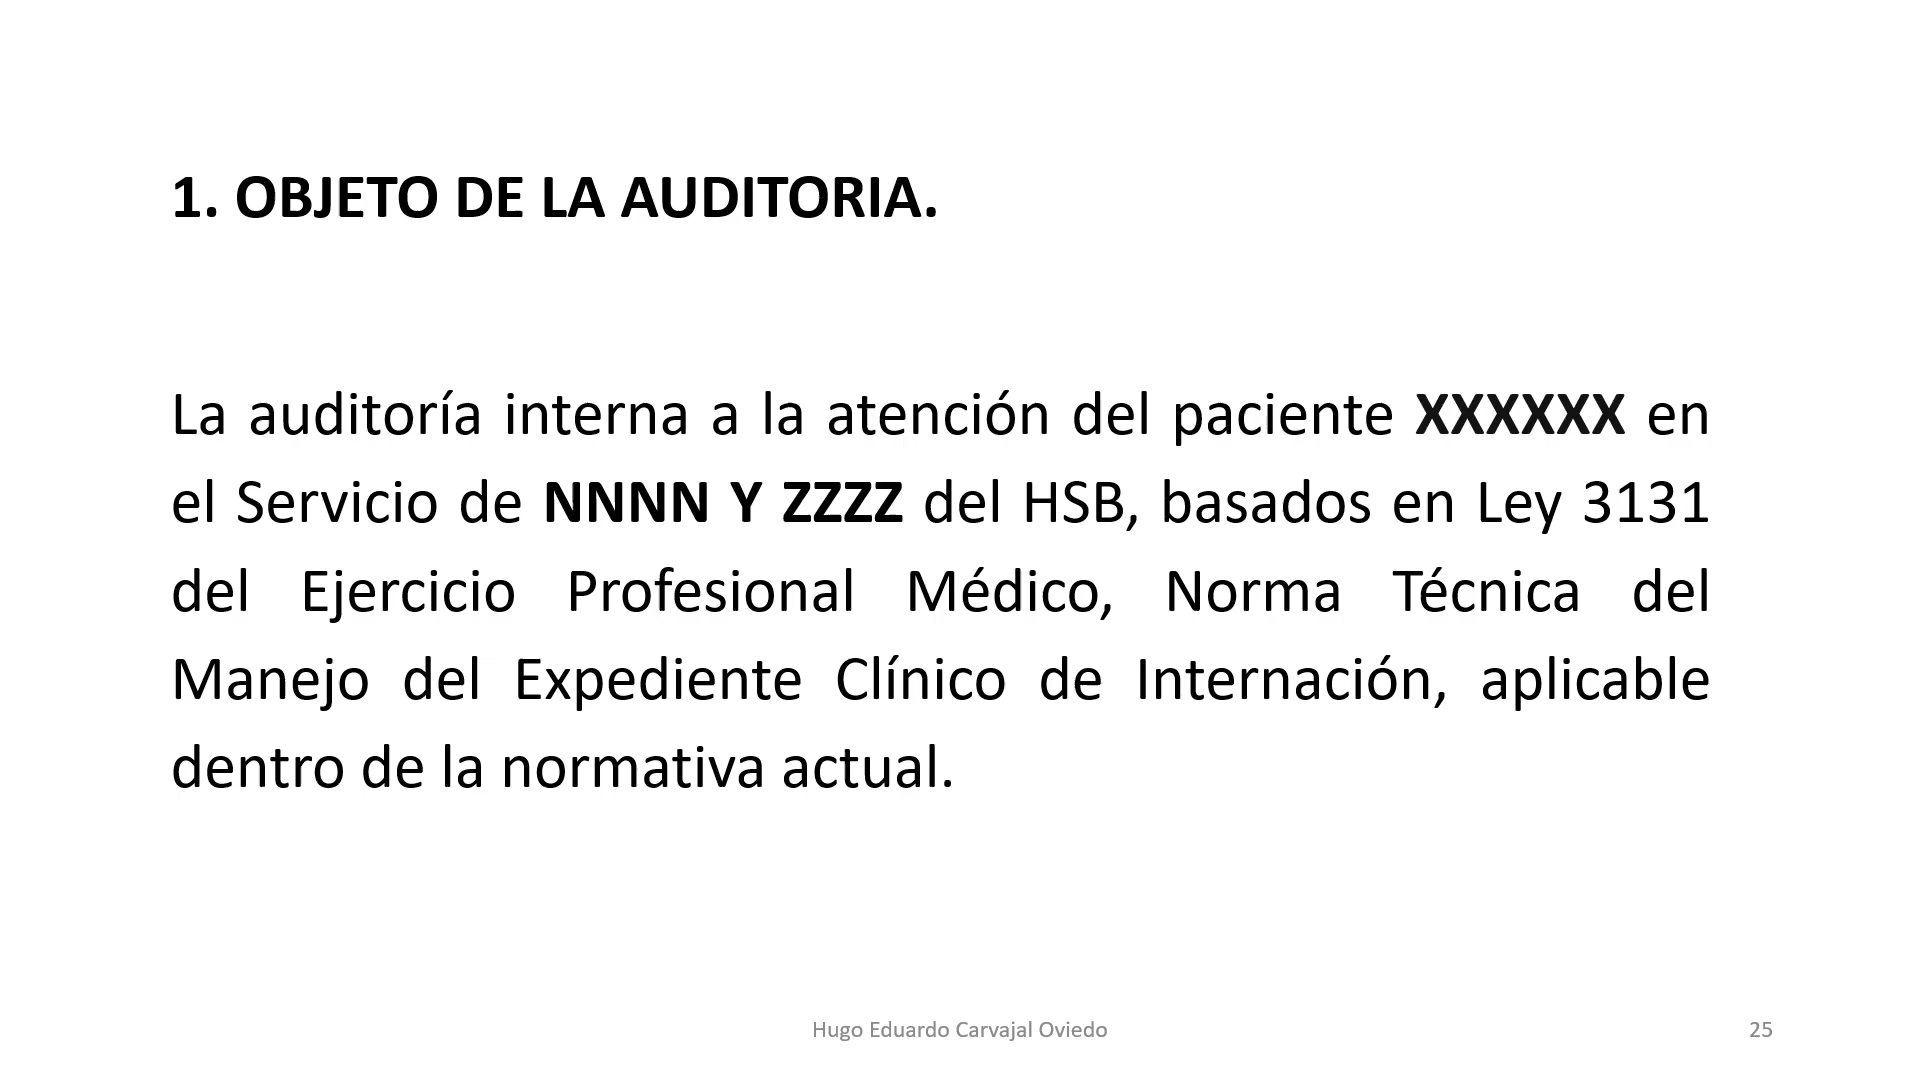 1. OBJETO DE LA AUDITORIA.
La auditoría interna a la atención del paciente XXXXXX en
el Servicio de NNNN Y ZZZZ del HSB, basados en Ley 3131
del Ejercicio Profesional Médico, Norma Técnica del
Manejo del Expediente Clínico de Internación, aplicable
dentro de la normativa actual.
Hugo Eduardo Carvajal Oviedo
25